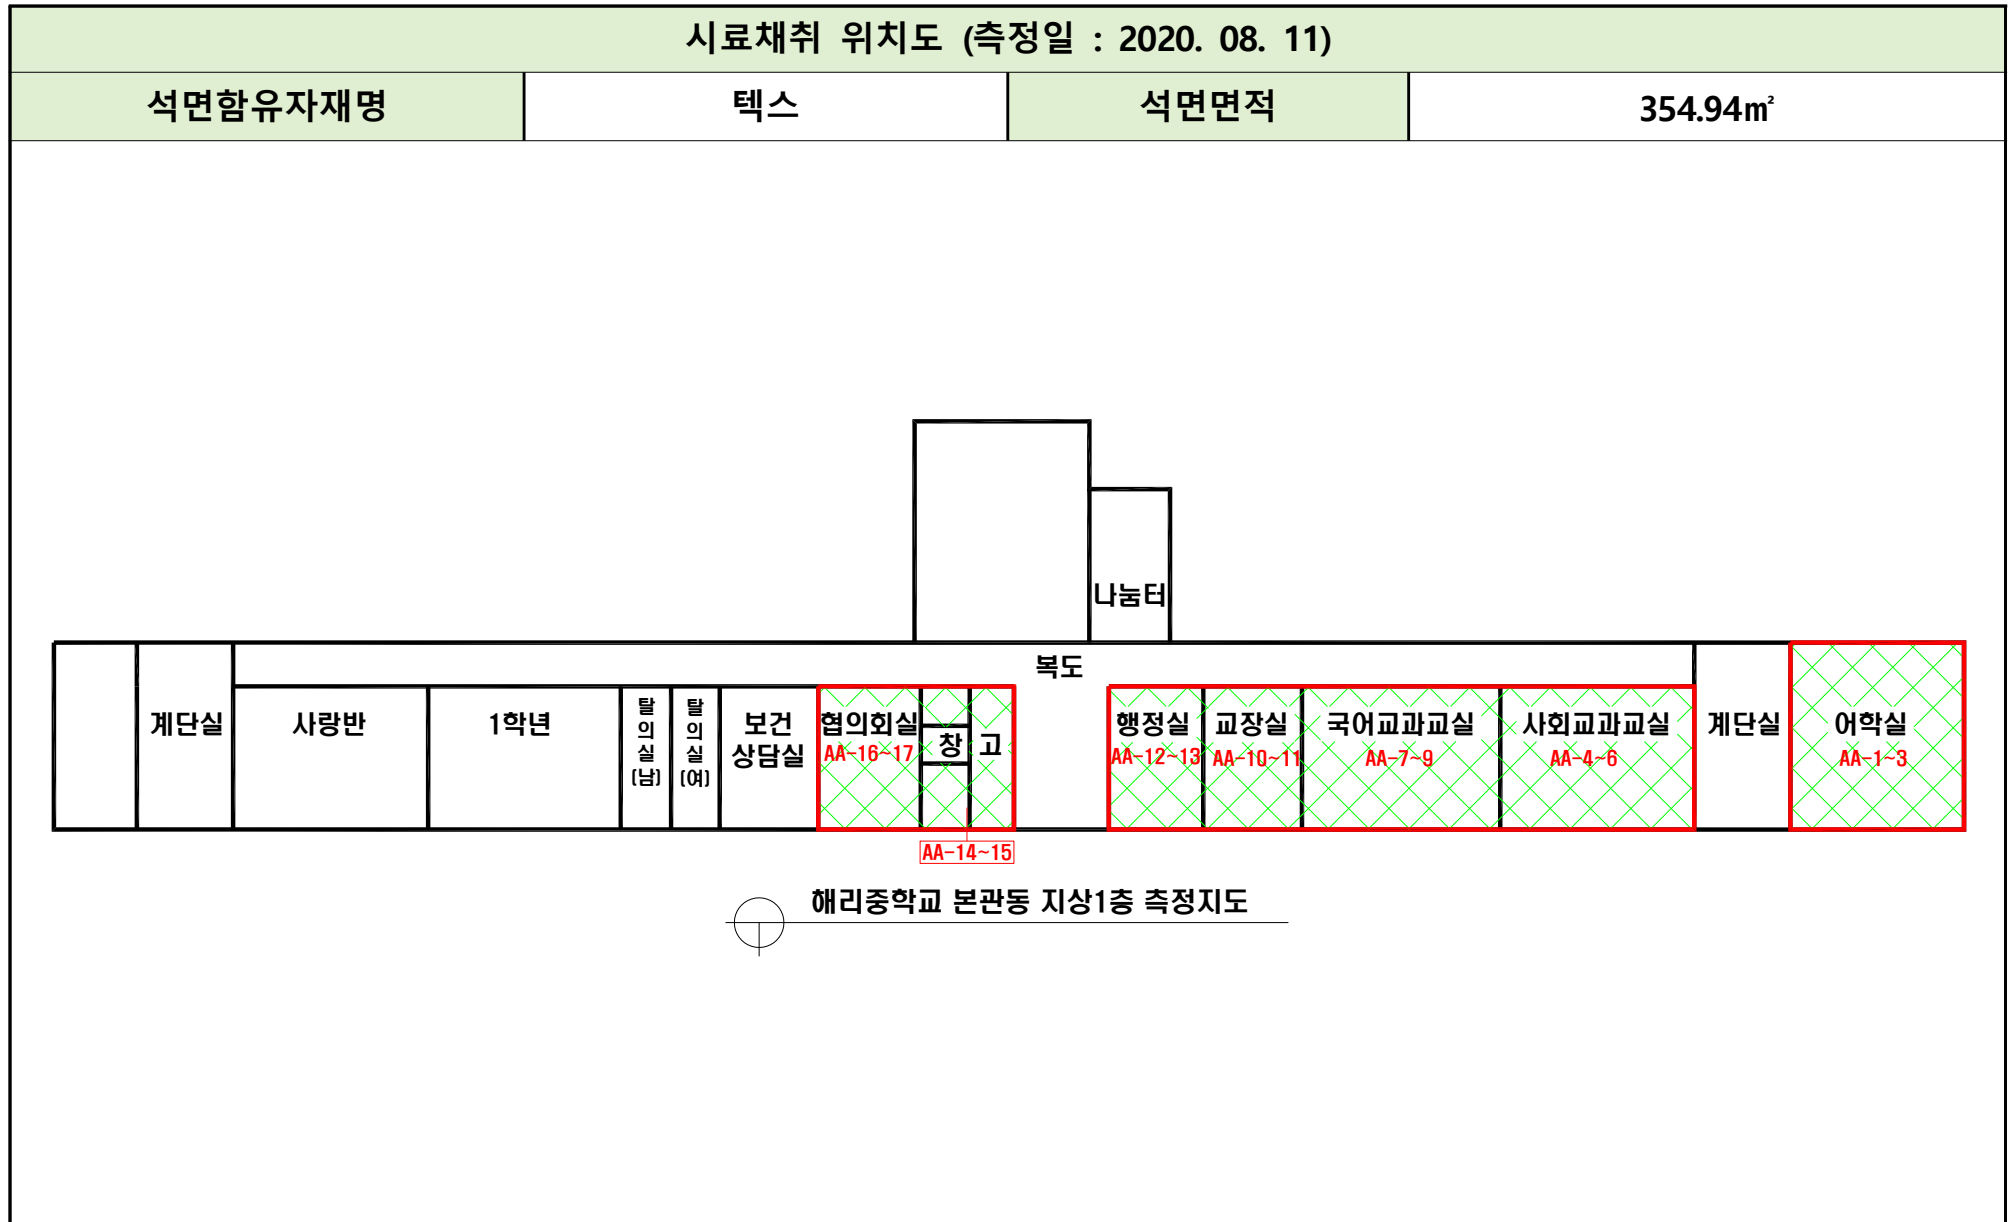 시료채취 위치도 (측정일 : 2020. 08. 11)
석면함유자재명 텍스 석면면적 354.94㎡
나눔터
복도
계단실
사랑반
1학년
탈의실(남)
탈의실(여)
보건
상담실
협의회실
AA-16~17
창고
AA-14~15
행정실
AA-12~13
교장실
AA-10~11
국어교과교실
AA-7~9
사회교과교실
AA-4~6
계단실
어학실
AA-1~3
해리중학교 본관동 지상1층 측정지도